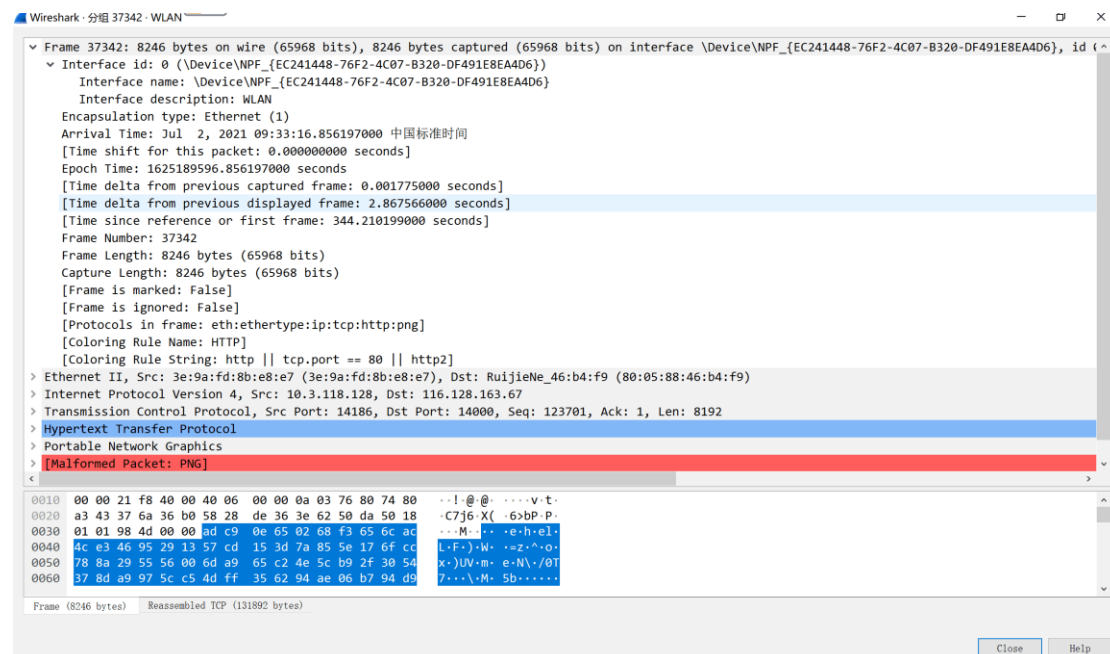 Wireshark · 分组 37342 · WLAN
Frame 37342: 8246 bytes on wire (65968 bits), 8246 bytes captured (65968 bits) on interface \Device\NPF_{EC241448-76F2-4C07-B320-DF491E8EA4D6}, id
Interface id: 0 (\Device\NPF_{EC241448-76F2-4C07-B320-DF491E8EA4D6})
Interface name: \Device\NPF_{EC241448-76F2-4C07-B320-DF491E8EA4D6}
Interface description: WLAN
Encapsulation type: Ethernet (1)
Arrival Time: Jul  2, 2021 09:33:16.856197000 中国标准时间
[Time shift for this packet: 0.000000000 seconds]
Epoch Time: 1625189596.856197000 seconds
[Time delta from previous captured frame: 0.001775000 seconds]
[Time delta from previous displayed frame: 2.867566000 seconds]
[Time since reference or first frame: 344.210199000 seconds]
Frame Number: 37342
Frame Length: 8246 bytes (65968 bits)
Capture Length: 8246 bytes (65968 bits)
[Frame is marked: False]
[Frame is ignored: False]
[Protocols in frame: eth:ethertype:ip:tcp:http:png]
[Coloring Rule Name: HTTP]
[Coloring Rule String: http || tcp.port == 80 || http2]
Ethernet II, Src: 3e:9a:fd:8b:e8:e7 (3e:9a:fd:8b:e8:e7), Dst: RuijieNe_46:b4:f9 (80:05:88:46:b4:f9)
Internet Protocol Version 4, Src: 10.3.118.128, Dst: 116.128.163.67
Transmission Control Protocol, Src Port: 14186, Dst Port: 14000, Seq: 123701, Ack: 1, Len: 8192
Hypertext Transfer Protocol
Portable Network Graphics
[Malformed Packet: PNG]
0010 00 00 21 f8 40 00 40 06 00 00 0a 03 76 80 74 80 ··!·@·@· ····v·t·
0020 a3 43 37 6a 36 b0 58 28 de 36 3e 62 50 da 50 18 ·C7j6·X( ·6>bP·P·
0030 01 01 98 4d 00 00 ad c9 0e 65 02 68 f3 65 6c ac ···M···· ·e·h·el·
0040 4c e3 46 95 29 13 57 cd 15 3d 7a 85 5e 17 6f cc L·F·)·W· ·=z·^·o·
0050 78 8a 29 55 56 00 6d a9 65 c2 4e 5c b9 2f 30 54 x·)UV·m· e·N\·/0T
0060 37 8d a9 97 5c c5 4d ff 35 62 94 ae 06 b7 94 d9 7···\·M· 5b······
Frame (8246 bytes) Reassembled TCP (131892 bytes)
Close Help